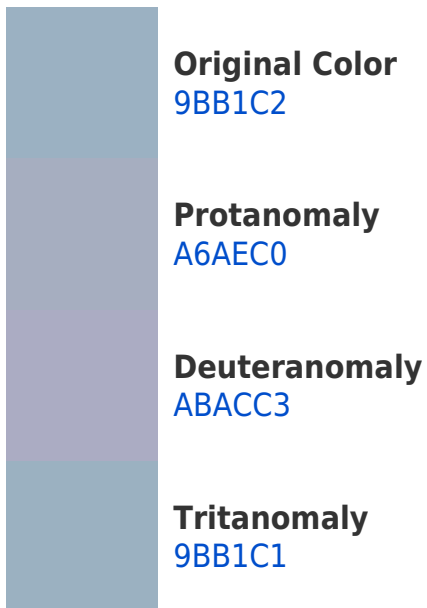 Original Color
9BB1C2
Protanomaly
A6AEC0
Deuteranomaly
ABACC3
Tritanomaly
9BB1C1